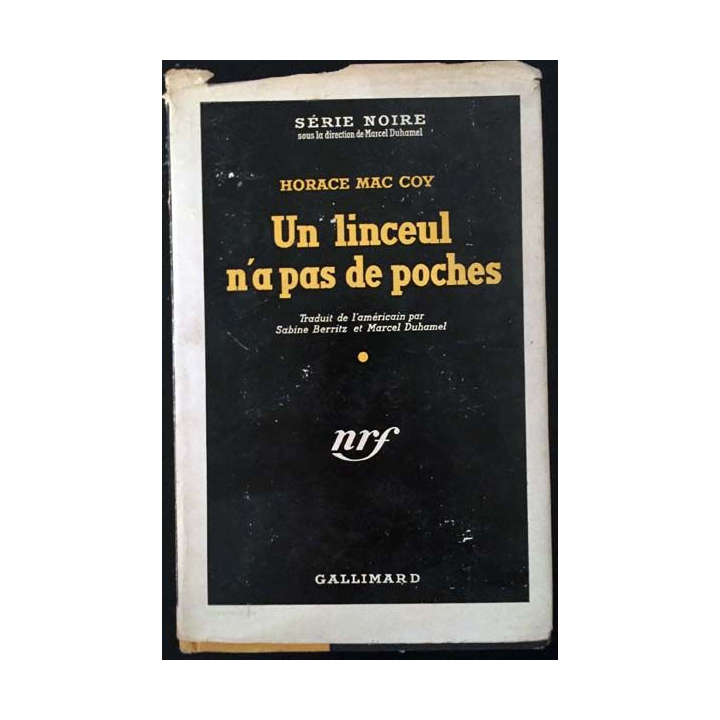 SÉRIE NOIRE
sous la direction de Marcel Duhamel
HORACE MAC COY
Un linceul
n'a pas de poches
Traduit de l'américain par
Sabine Berritz et Marcel Duhamel
nrf
GALLIMARD